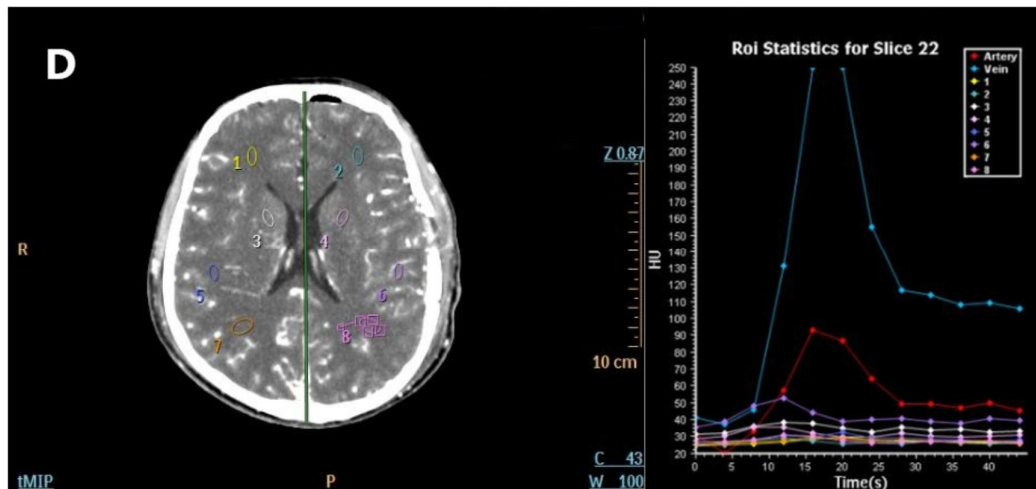 D
1
2
3
4
5
6
7
8
R
tMIP
P
Z 0.87
10 cm
C 43
W 100
Roi Statistics for Slice 22
Artery
Vein
1
2
3
4
5
6
7
8
HU
250
240
230
220
210
200
190
180
170
160
150
140
130
120
110
100
90
80
70
60
50
40
30
20
0 5 10 15 20 25 30 35 40
Time(s)